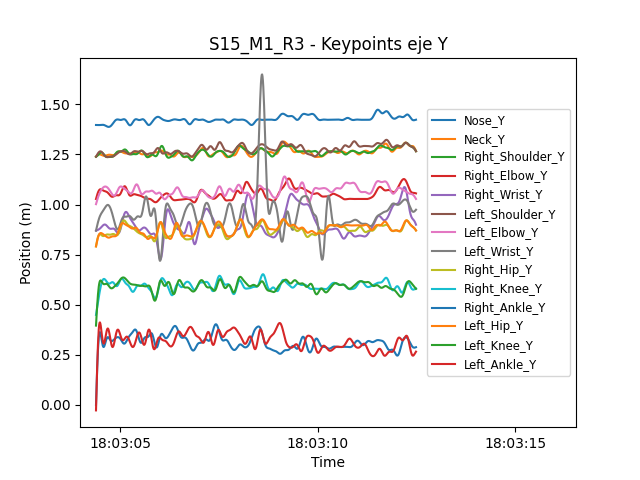 S15_M1_R3 - Keypoints eje Y
Position (m)
1.50
1.25
1.00
0.75
0.50
0.25
0.00
18:03:05
18:03:10
18:03:15
Time
Nose_Y
Neck_Y
Right_Shoulder_Y
Right_Elbow_Y
Right_Wrist_Y
Left_Shoulder_Y
Left_Elbow_Y
Left_Wrist_Y
Right_Hip_Y
Right_Knee_Y
Right_Ankle_Y
Left_Hip_Y
Left_Knee_Y
Left_Ankle_Y